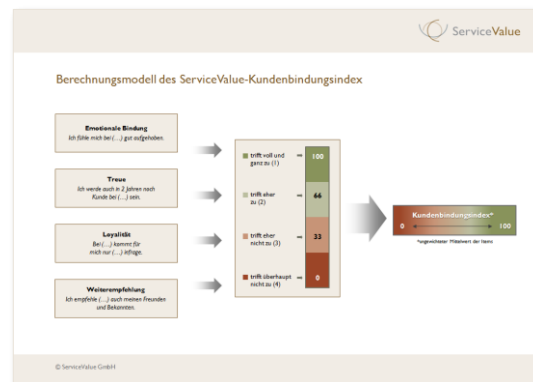 ServiceValue
Berechnungsmodell des ServiceValue-Kundenbindungsindex
Emotionale Bindung
Ich fühle mich bei (...) gut aufgehoben.
Treue
Ich werde auch in 2 Jahren noch
Kunde bei (...) sein.
Loyalität
Bei (...) kommt für
mich nur (...) infrage.
Weiterempfehlung
Ich empfehle (...) auch meinen Freunden
und Bekannten.
trifft voll und
ganz zu (1)
100
trifft eher
zu (2)
66
trifft eher
nicht zu (3)
33
trifft überhaupt
nicht zu (4)
0
Kundenbindungsindex*
0 100
*ungewichteter Mittelwert der Items
© ServiceValue GmbH